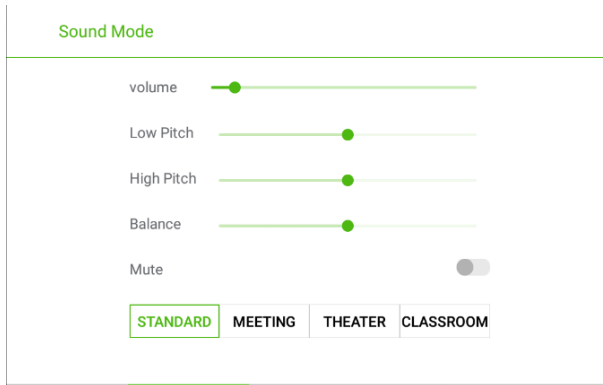 Sound Mode
volume
Low Pitch
High Pitch
Balance
Mute
STANDARD MEETING THEATER CLASSROOM